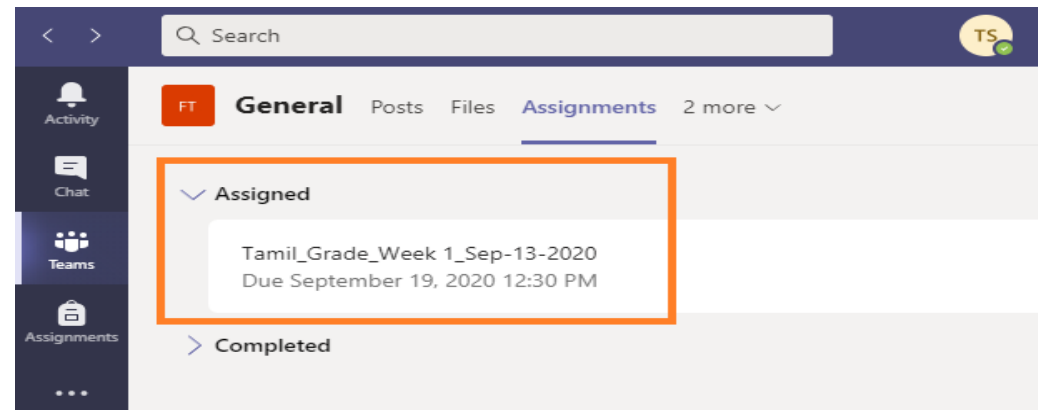 Search
TS
Activity
Chat
Teams
Assignments
FT General Posts Files Assignments 2 more
Assigned
Tamil_Grade_Week 1_Sep-13-2020
Due September 19, 2020 12:30 PM
Completed